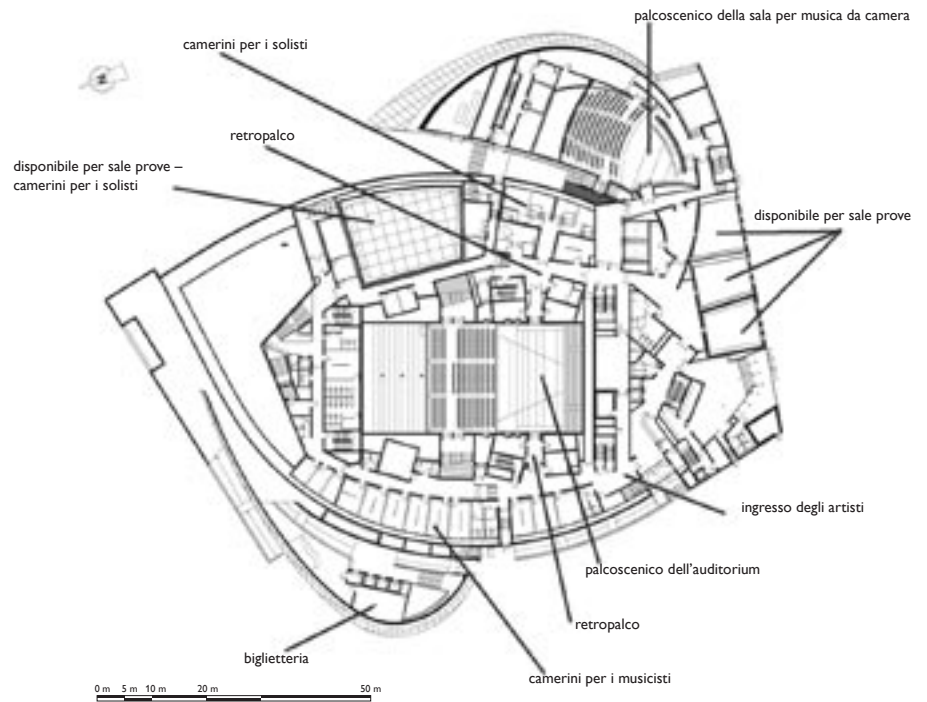 palcoscenico della sala per musica da camera
camerini per i solisti
retropalco
disponibile per sale prove –
camerini per i solisti
disponibile per sale prove
N
ingresso degli artisti
palcoscenico dell'auditorium
retropalco
biglietteria
camerini per i musicisti
0 m 5 m 10 m 20 m 50 m